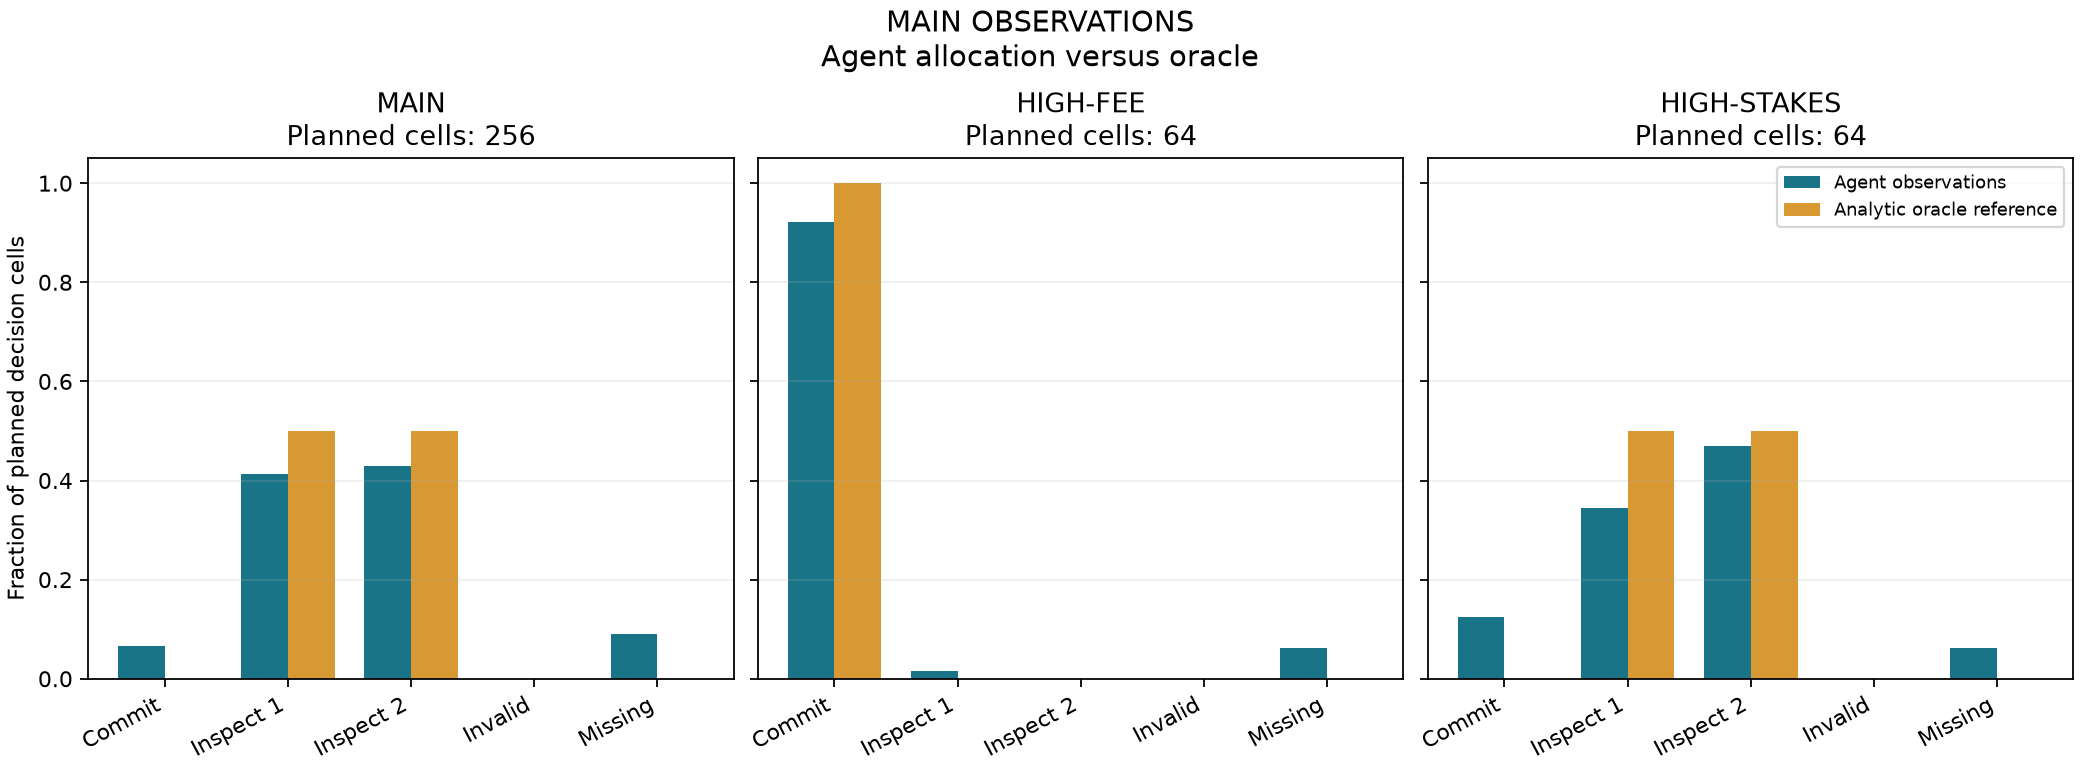 MAIN OBSERVATIONS
Agent allocation versus oracle
MAIN
Planned cells: 256
HIGH-FEE
Planned cells: 64
HIGH-STAKES
Planned cells: 64
Fraction of planned decision cells
1.0
0.8
0.6
0.4
0.2
0.0
Agent observations
Analytic oracle reference
Commit
Inspect 1
Inspect 2
Invalid
Missing
Commit
Inspect 1
Inspect 2
Invalid
Missing
Commit
Inspect 1
Inspect 2
Invalid
Missing